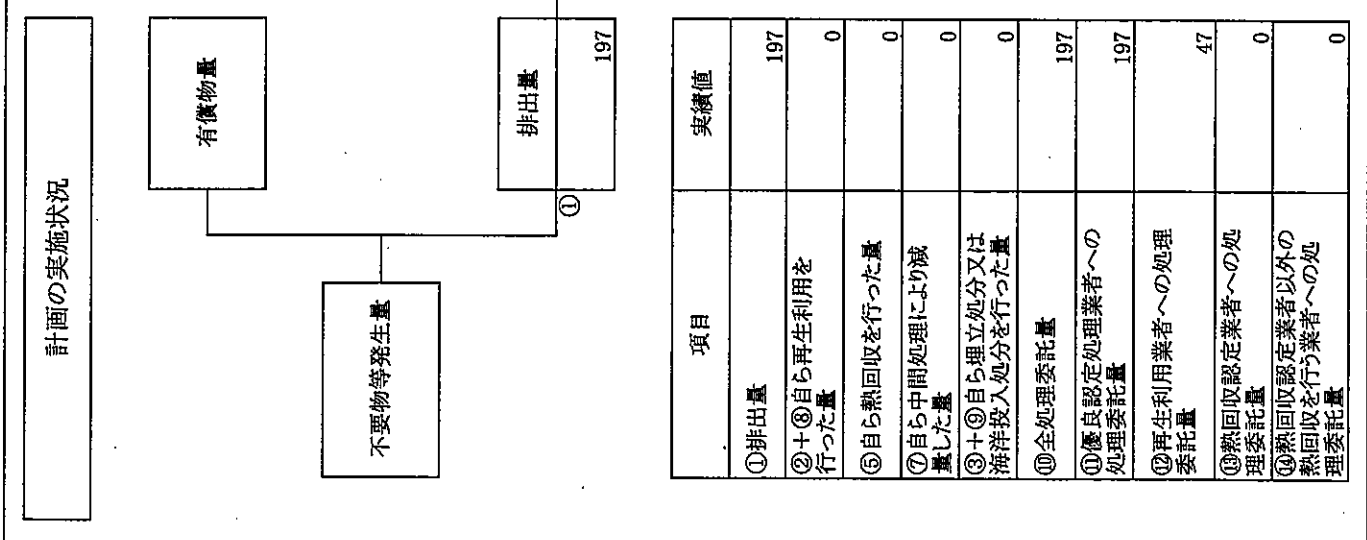 計画の実施状況
有償物量
不要物等発生量
排出量
①
197
項目
実績値
①排出量
197
②+⑧自ら再生利用を
行った量
0
⑤自ら熱回収を行った量
0
⑦自ら中間処理により減
量した量
0
③+⑨自ら埋立処分又は
海洋投入処分を行った量
0
⑩全処理委託量
197
⑪優良認定処理業者への
処理委託量
197
⑫再生利用業者への処理
委託量
47
⑬熱回収認定業者への処
理委託量
0
⑭熱回収認定業者以外の
熱回収を行う業者への処
理委託量
0